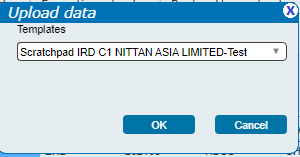 Upload data
Templates
Scratchpad IRD C1 NITTAN ASIA LIMITED-Test
OK Cancel